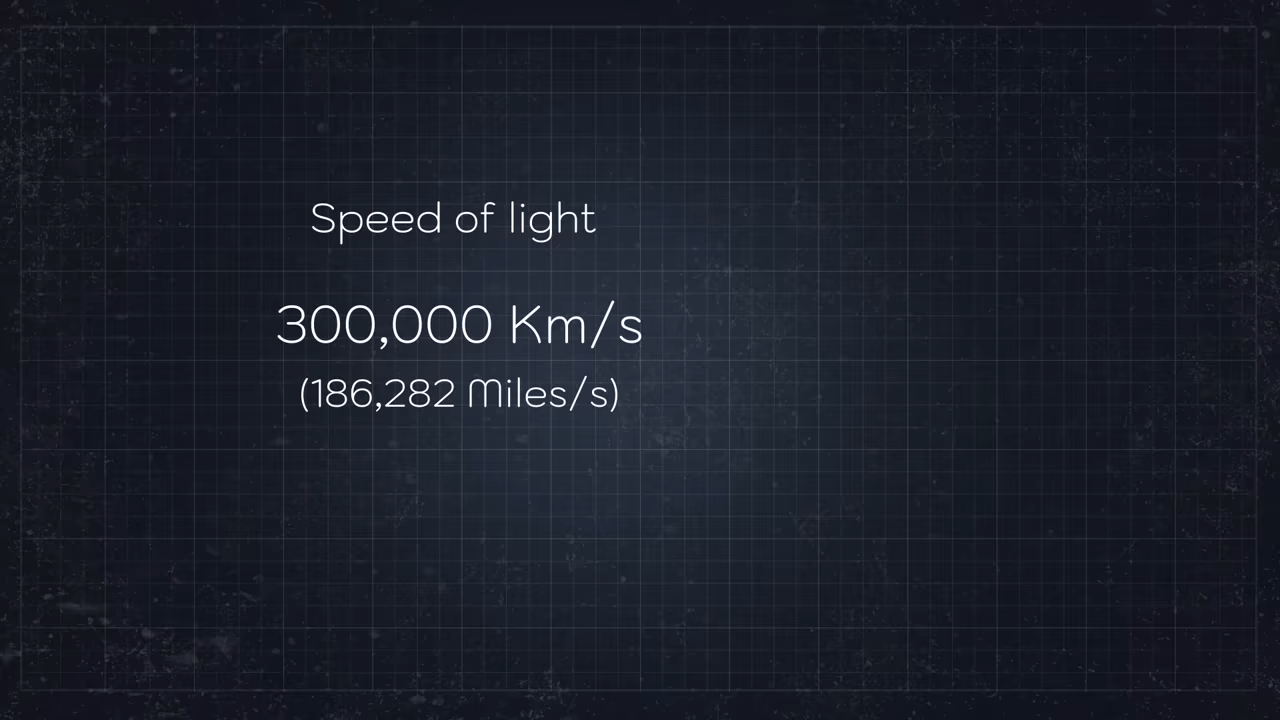 Speed of light
300,000 Km/s
(186,282 Miles/s)